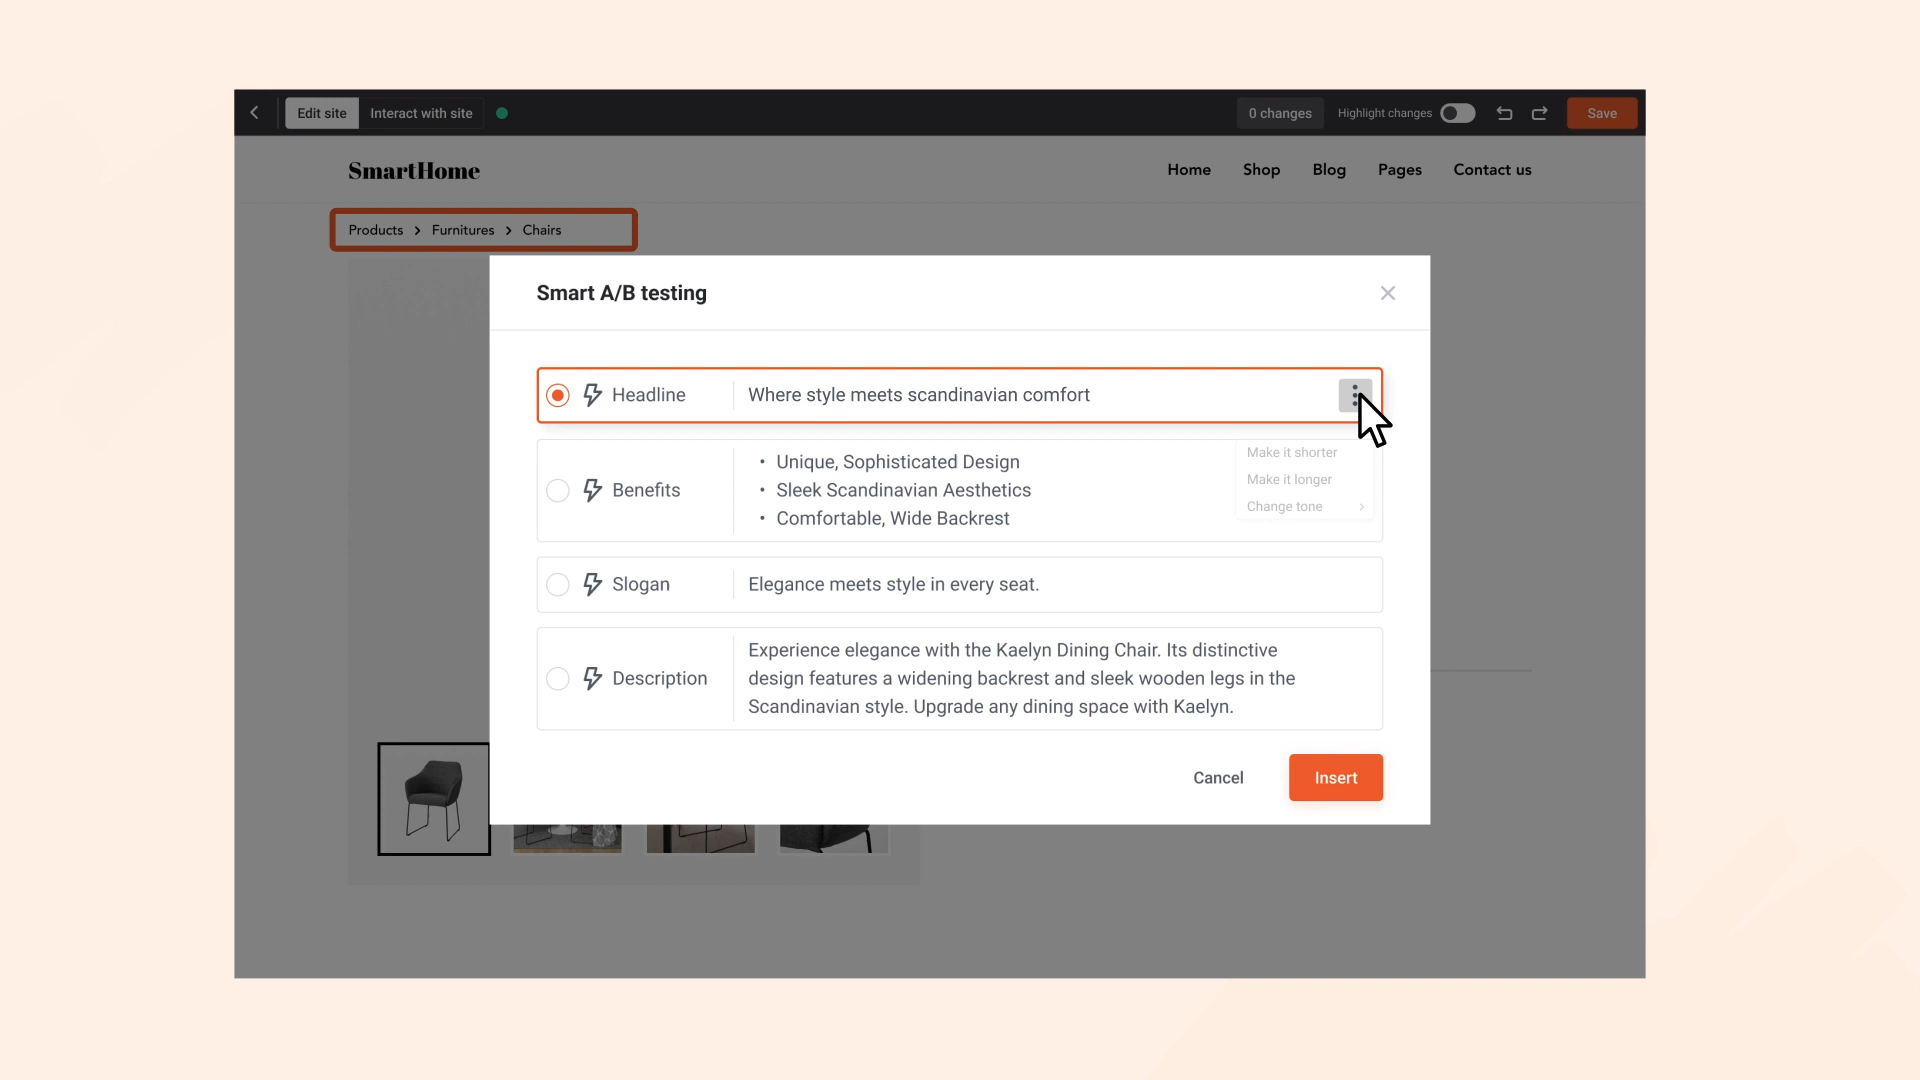 Edit site
Interact with site
0 changes
Highlight changes
Save
SmartHome
Home
Shop
Blog
Pages
Contact us
Products > Furnitures > Chairs
Smart A/B testing
Headline
Where style meets scandinavian comfort
Make it shorter
Make it longer
Change tone
Benefits
• Unique, Sophisticated Design
• Sleek Scandinavian Aesthetics
• Comfortable, Wide Backrest
Slogan
Elegance meets style in every seat.
Description
Experience elegance with the Kaelyn Dining Chair. Its distinctive
design features a widening backrest and sleek wooden legs in the
Scandinavian style. Upgrade any dining space with Kaelyn.
Cancel
Insert